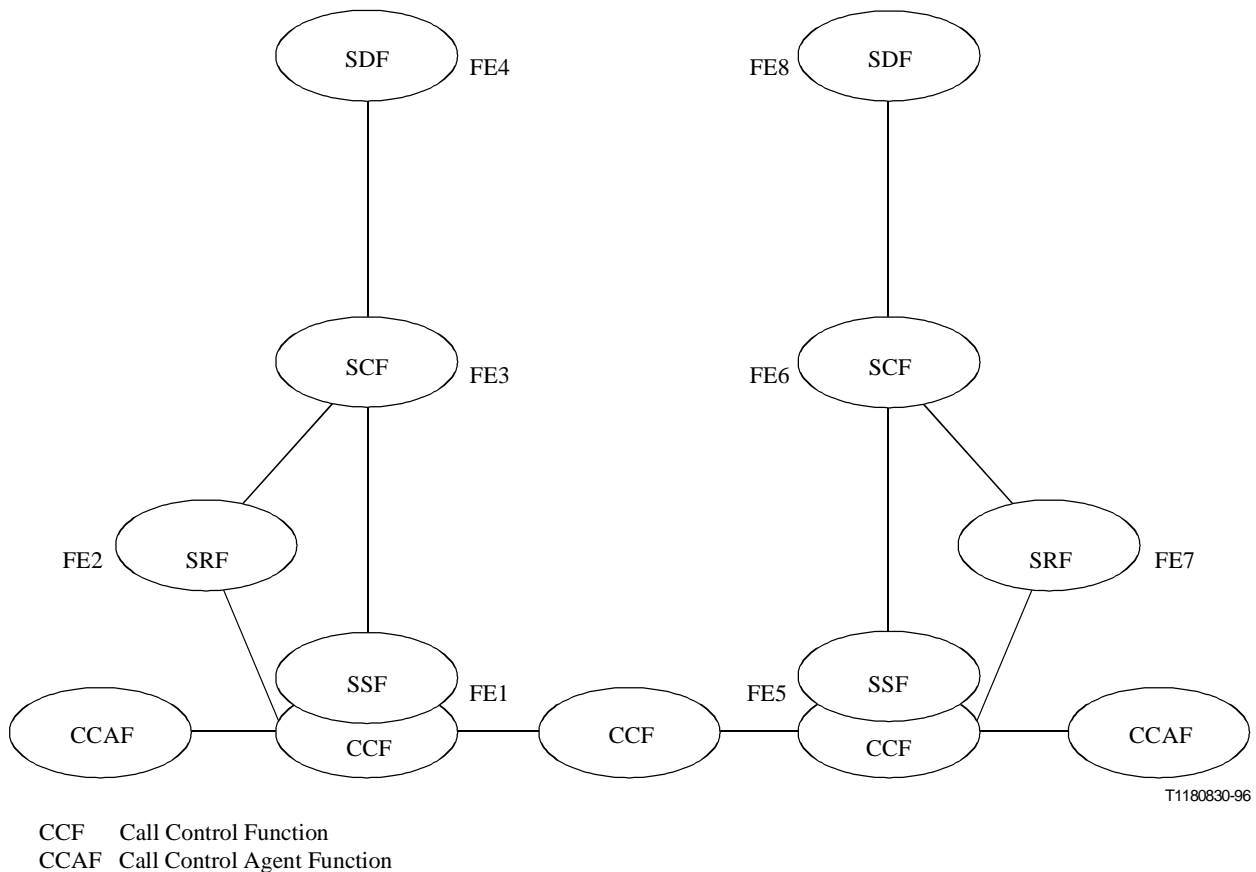 SDF FE4 FE8 SDF
SCF FE3 FE6 SCF
FE2 SRF SRF FE7
SSF FE1 FE5 SSF
CCAF CCF CCF CCF CCAF
T1180830-96
CCF Call Control Function
CCAF Call Control Agent Function